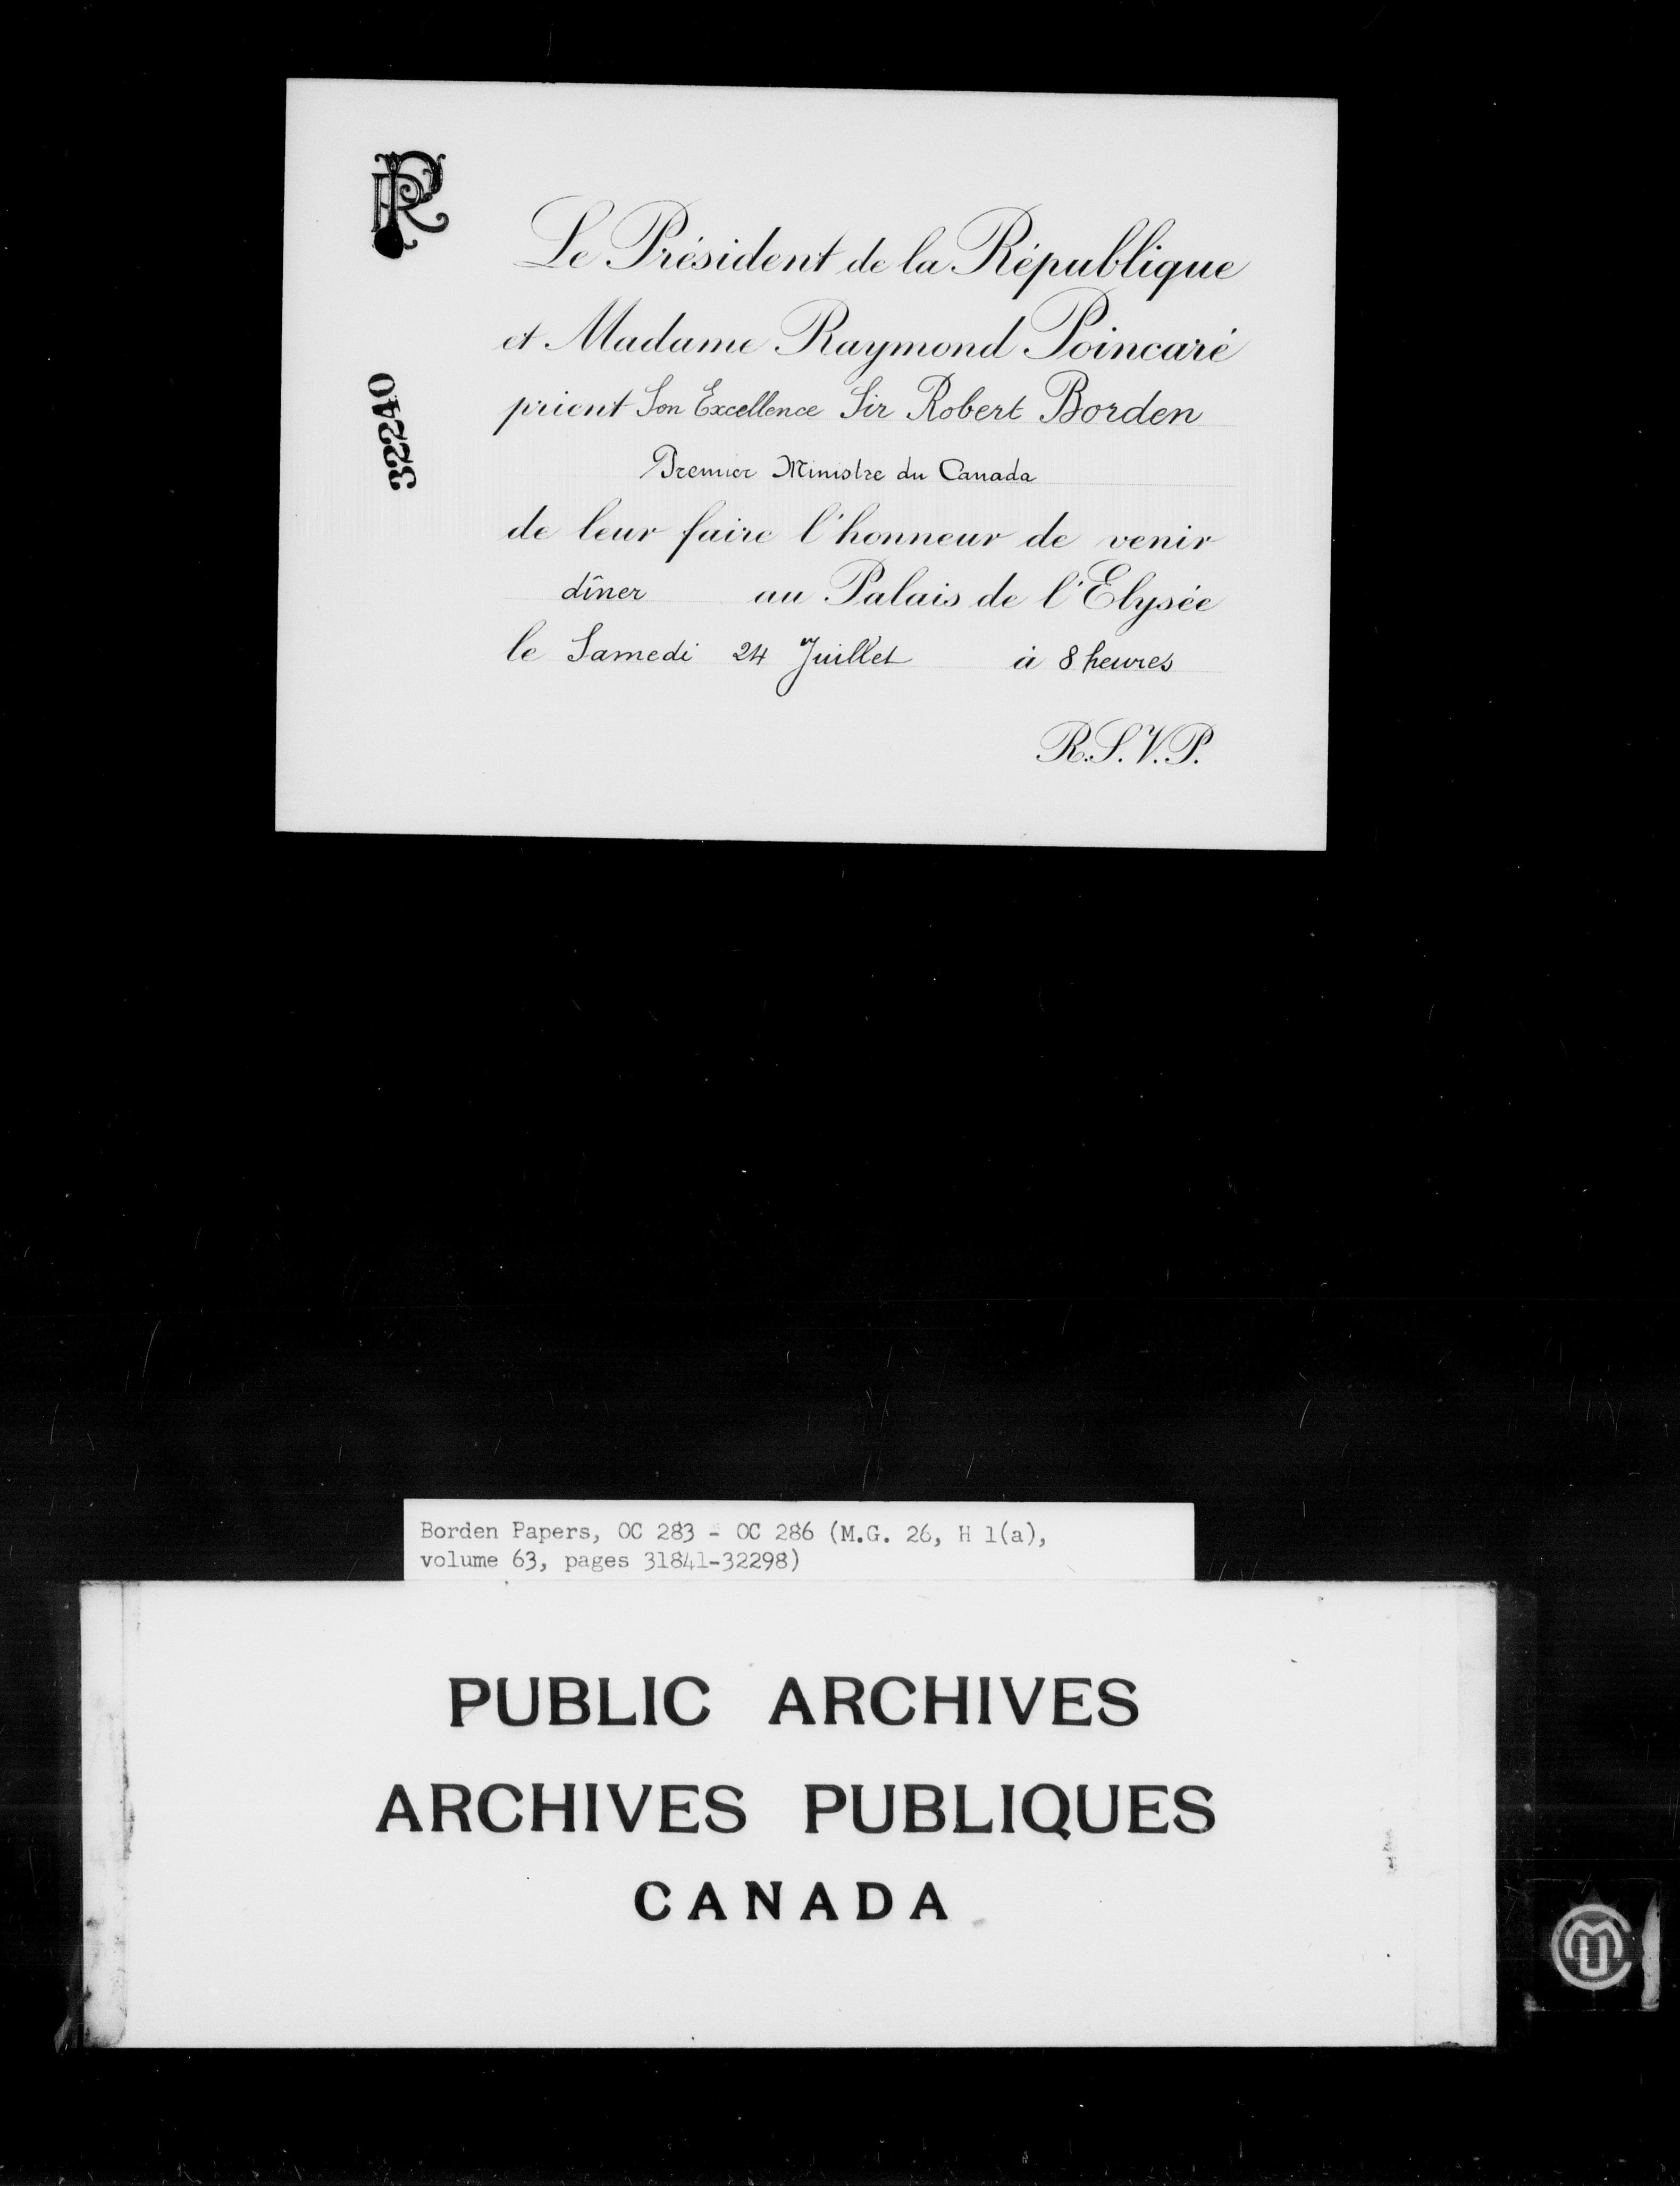 RP
Le Président de la République
et Madame Raymond Poincaré
prient Son Excellence Sir Robert Borden
Premier Ministre du Canada
de leur faire l'honneur de venir
dîner au Palais de l'Elysée
le Samedi 24 Juillet à 8 heures
R.S.V.P.
32240
Borden Papers, OC 283 - OC 286 (M.G. 26, H 1(a),
volume 63, pages 31841-32298)
PUBLIC ARCHIVES
ARCHIVES PUBLIQUES
CANADA